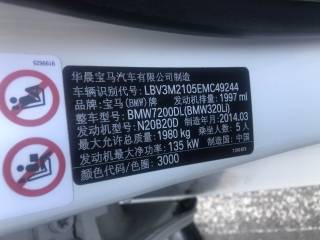 华晨宝马汽车有限公司制造
车辆识别代号: LBV3M2105EMC49244
品牌: 宝马(BMW)牌 发动机排量: 1997 ml
整车型号: BMW7200DL(BMW320Li)
发动机型号: N20B20D 制造年月: 2014.03
最大允许总质量: 1980 kg 乘坐人数: 5 人
发动机最大净功率: 135 kW 制造国: 中国
颜色代码/色圈: 3000